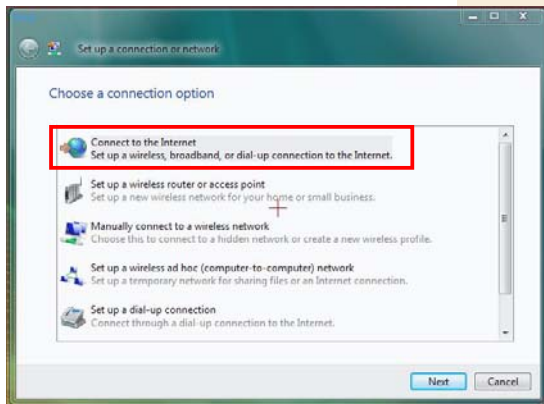 Set up a connection or network
Choose a connection option
Connect to the Internet
Set up a wireless, broadband, or dial-up connection to the Internet.
Set up a wireless router or access point
Set up a new wireless network for your home or small business.
Manually connect to a wireless network
Choose this to connect to a hidden network or create a new wireless profile.
Set up a wireless ad hoc (computer-to-computer) network
Set up a temporary network for sharing files or an Internet connection.
Set up a dial-up connection
Connect through a dial-up connection to the Internet.
Next Cancel